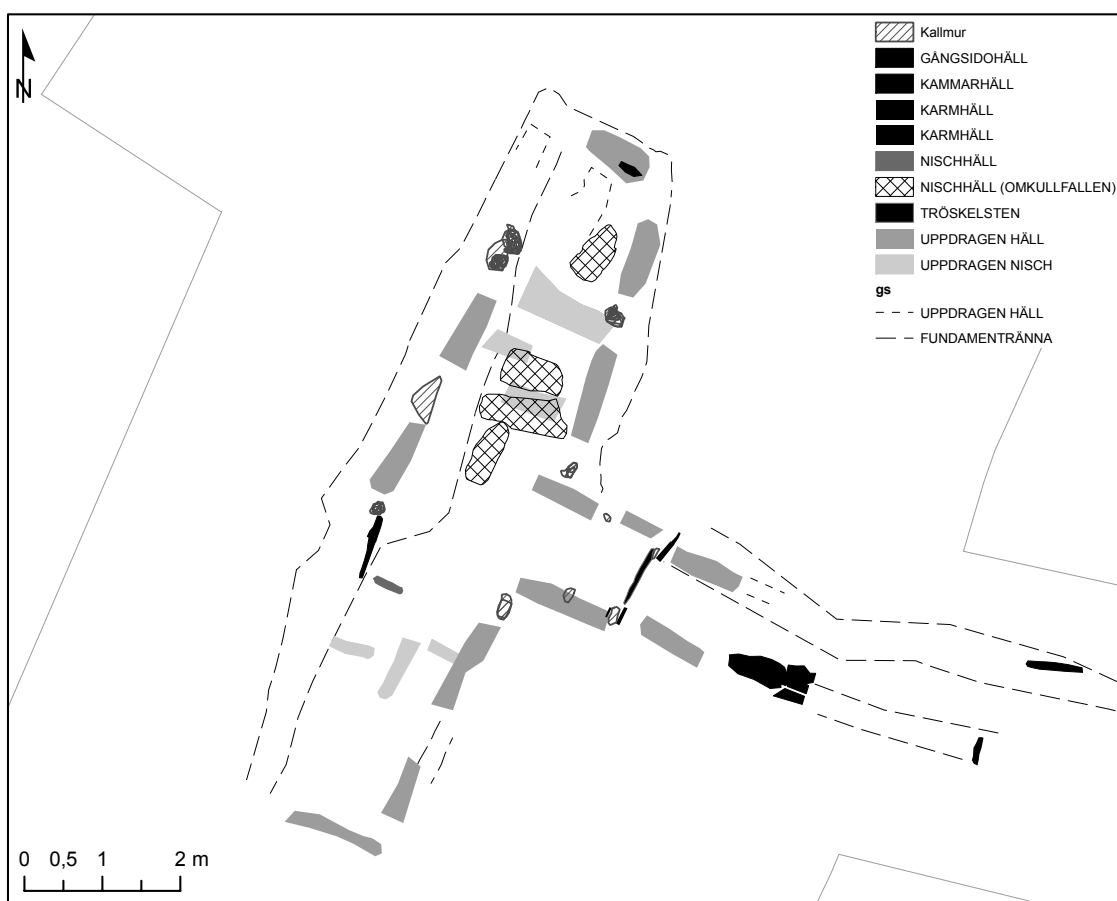 N
Kallmur
GÅNGSIDOHÄLL
KAMMARHÄLL
KARMHÄLL
KARMHÄLL
NISCHHÄLL
NISCHHÄLL (OMKULLFALLEN)
TRÖSKELSTEN
UPPDRAGEN HÄLL
UPPDRAGEN NISCH
gs
UPPDRAGEN HÄLL
FUNDAMENTRÄNNA
0 0,5 1 2 m